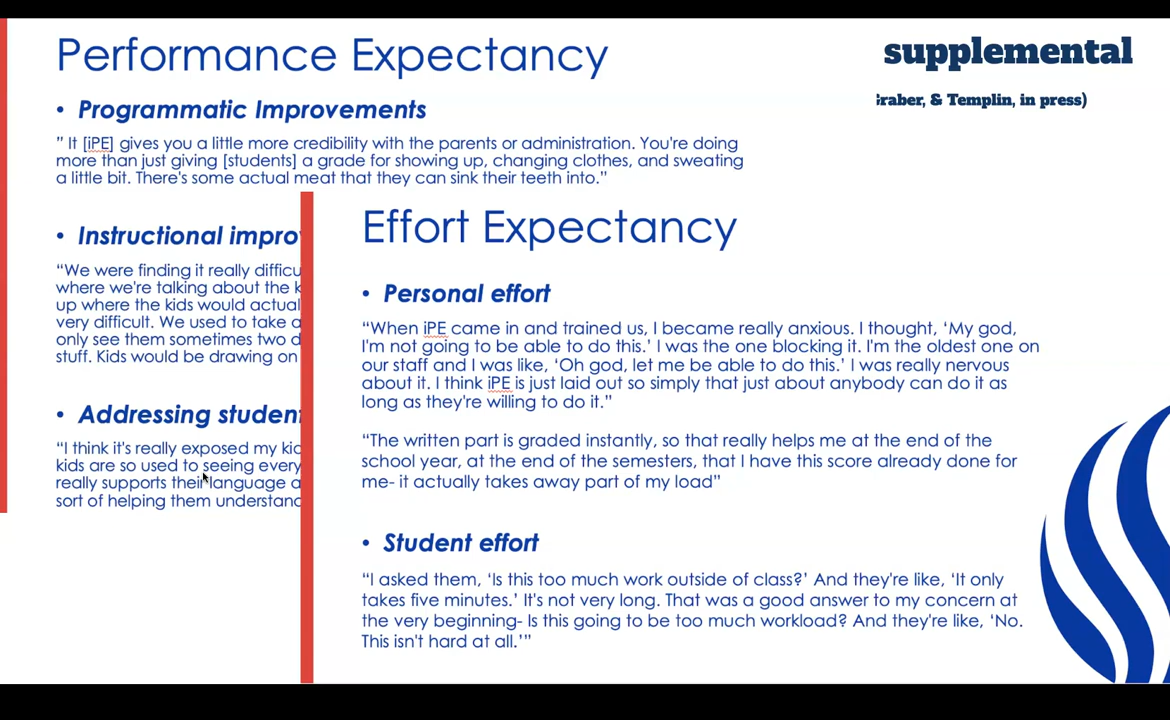 Performance Expectancy
supplemental
raber, & Templin, in press)
• Programmatic Improvements
" It [iPE] gives you a little more credibility with the parents or administration. You're doing
more than just giving [students] a grade for showing up, changing clothes, and sweating
a little bit. There's some actual meat that they can sink their teeth into."
• Instructional impro
“We were finding it really difficu
where we're talking about the k
up where the kids would actual
very difficult. We used to take a
only see them sometimes two d
stuff. Kids would be drawing on
• Addressing studen
“I think it's really exposed my kid
kids are so used to seeing every
really supports their language a
sort of helping them understand
Effort Expectancy
• Personal effort
“When iPE came in and trained us, I became really anxious. I thought, ‘My god,
I'm not going to be able to do this.’ I was the one blocking it. I'm the oldest one on
our staff and I was like, ‘Oh god, let me be able to do this.’ I was really nervous
about it. I think iPE is just laid out so simply that just about anybody can do it as
long as they're willing to do it.”
“The written part is graded instantly, so that really helps me at the end of the
school year, at the end of the semesters, that I have this score already done for
me- it actually takes away part of my load”
• Student effort
“I asked them, ‘Is this too much work outside of class?’ And they're like, ‘It only
takes five minutes.’ It's not very long. That was a good answer to my concern at
the very beginning- Is this going to be too much workload? And they're like, ‘No.
This isn't hard at all.’”